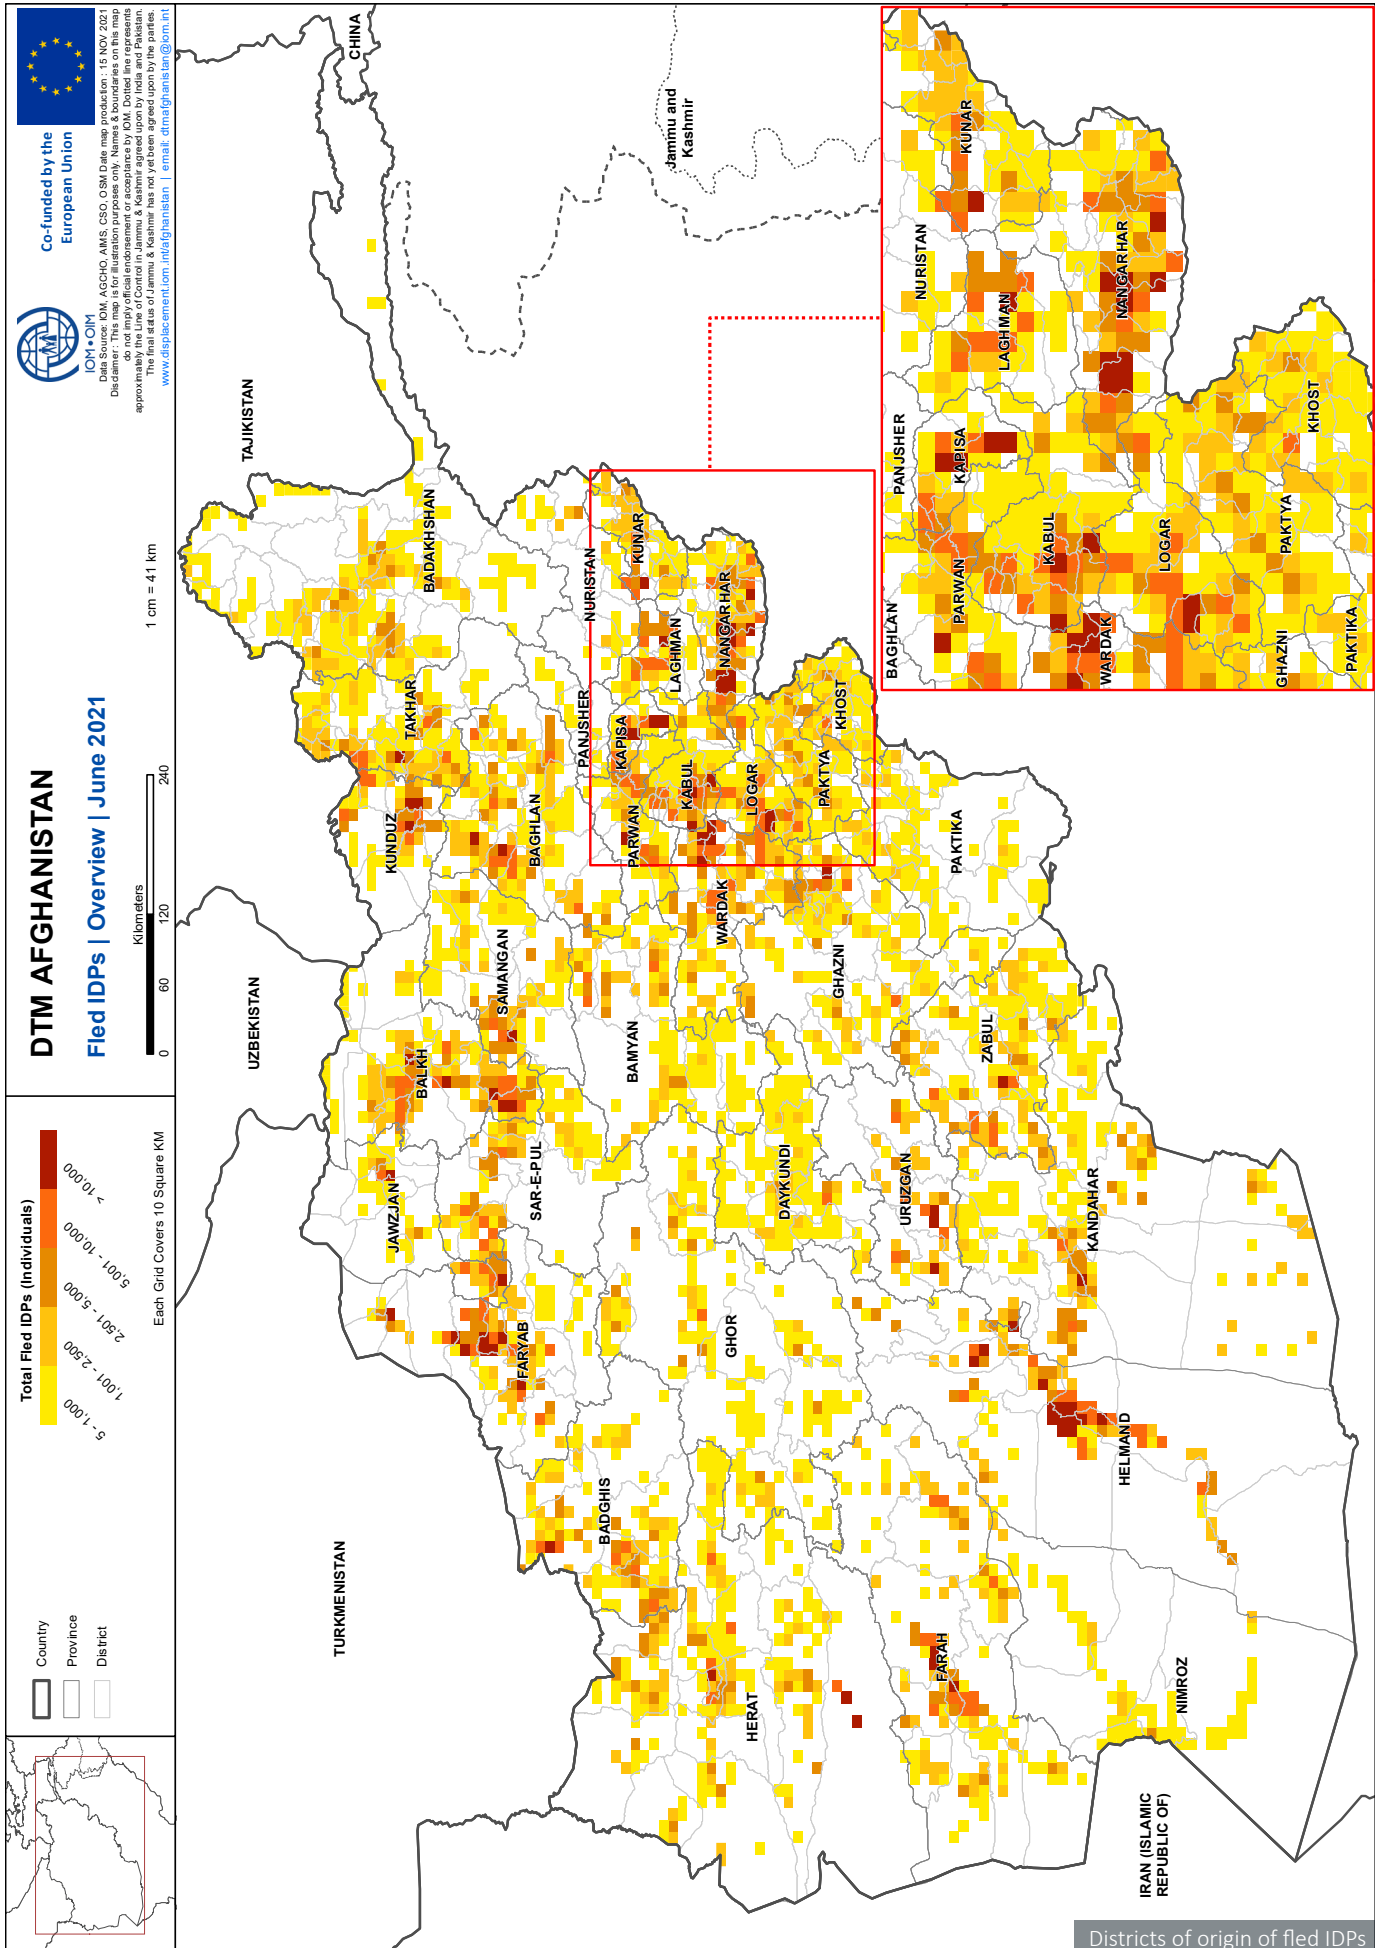 DTM AFGHANISTAN
Fled IDPs | Overview | June 2021
Kilometers
0
60
120
240
1 cm = 41 km
Country
Province
District
Total Fled IDPs (Individuals)
5 - 1,000
1,001 - 2,500
2,501 - 5,000
5,001 - 10,000
> 10,000
Each Grid Covers 10 Square KM
IOM • OIM
Co-funded by the
European Union
Data Source: IOM, AGCHO, AIMS, CSO, OSM Date map production : 15 NOV 2021
Disclaimer : This map is for illustration purposes only. Names & boundaries on this map
do not imply official endorsement or acceptance by IOM. Dotted line represents
approximately the Line of Control in Jammu & Kashmir agreed upon by India and Pakistan.
The final status of Jammu & Kashmir has not yet been agreed upon by the parties.
www.displacement.iom.int/afghanistan | email: dtmafghanistan@iom.int
UZBEKISTAN
TAJIKISTAN
CHINA
TURKMENISTAN
Jammu and
Kashmir
IRAN (ISLAMIC
REPUBLIC OF)
JAWZJAN
BALKH
KUNDUZ
TAKHAR
BADAKHSHAN
FARYAB
SAR-E-PUL
SAMANGAN
BAGHLAN
BADGHIS
BAMYAN
PARWAN
PANJSHER
KAPISA
NURISTAN
KUNAR
LAGHMAN
KABUL
HERAT
GHOR
DAYKUNDI
WARDAK
LOGAR
NANGARHAR
GHAZNI
PAKTYA
KHOST
FARAH
URUZGAN
ZABUL
PAKTIKA
NIMROZ
HELMAND
KANDAHAR
BAGHLAN
PANJSHER
NURISTAN
PARWAN
KAPISA
KUNAR
LAGHMAN
KABUL
WARDAK
LOGAR
NANGARHAR
GHAZNI
PAKTYA
KHOST
PAKTIKA
Districts of origin of fled IDPs